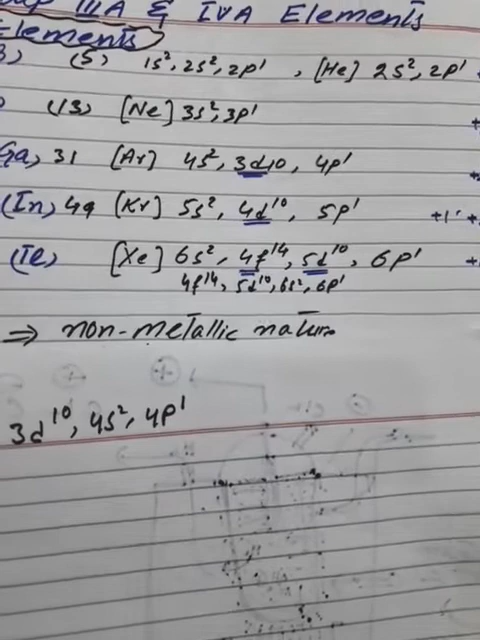 IIIA & IVA Elements
Elements
(5) 1s², 2s², 2p¹ , [He] 2s², 2p¹
(13) [Ne] 3s², 3p¹
Ga) 31 [Ar] 4s², 3d10, 4p¹
(In) 49 [Kr] 5s², 4d¹⁰, 5p¹ +1
(Tl) [Xe] 6s², 4f¹⁴, 5d¹⁰, 6p¹
4f¹⁴, 5d¹⁰, 6s², 6p¹
⇒ non-metallic nature
3d¹⁰, 4s², 4p¹